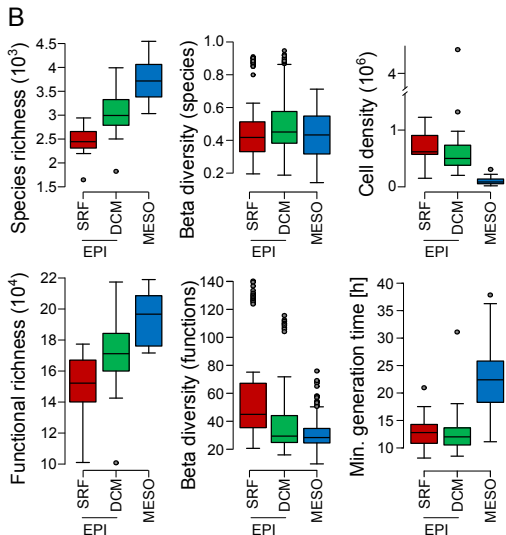 B
Species richness (10³)
4.5
4.0
3.5
3.0
2.5
2.0
1.5
SRF
DCM
MESO
EPI
Beta diversity (species)
1.0
0.8
0.6
0.4
0.2
SRF
DCM
MESO
EPI
Cell density (10⁶)
4
1
0
SRF
DCM
MESO
EPI
Functional richness (10⁴)
22
20
18
16
14
12
10
SRF
DCM
MESO
EPI
Beta diversity (functions)
140
120
100
80
60
40
20
SRF
DCM
MESO
EPI
Min. generation time [h]
40
35
30
25
20
15
10
5
SRF
DCM
MESO
EPI